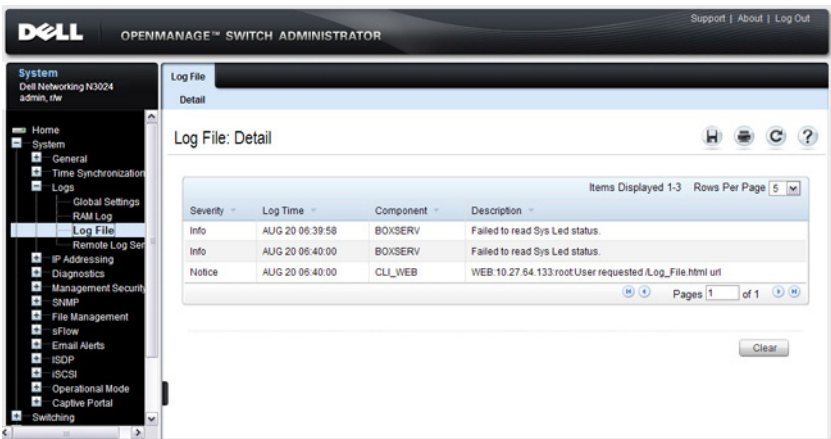 Support | About | Log Out
DELL
OPENMANAGE™ SWITCH ADMINISTRATOR
System
Dell Networking N3024
admin, r/w
Home
System
General
Time Synchronization
Logs
Global Settings
RAM Log
Log File
Remote Log Ser
IP Addressing
Diagnostics
Management Security
SNMP
File Management
sFlow
Email Alerts
ISDP
iSCSI
Operational Mode
Captive Portal
Switching
Log File
Detail
Log File: Detail
Items Displayed 1-3 Rows Per Page 5
Severity Log Time Component Description
Info AUG 20 06:39:58 BOXSERV Failed to read Sys Led status.
Info AUG 20 06:40:00 BOXSERV Failed to read Sys Led status.
Notice AUG 20 06:40:00 CLI_WEB WEB:10.27.64.133:root:User requested /Log_File.html url
Pages 1 of 1
Clear